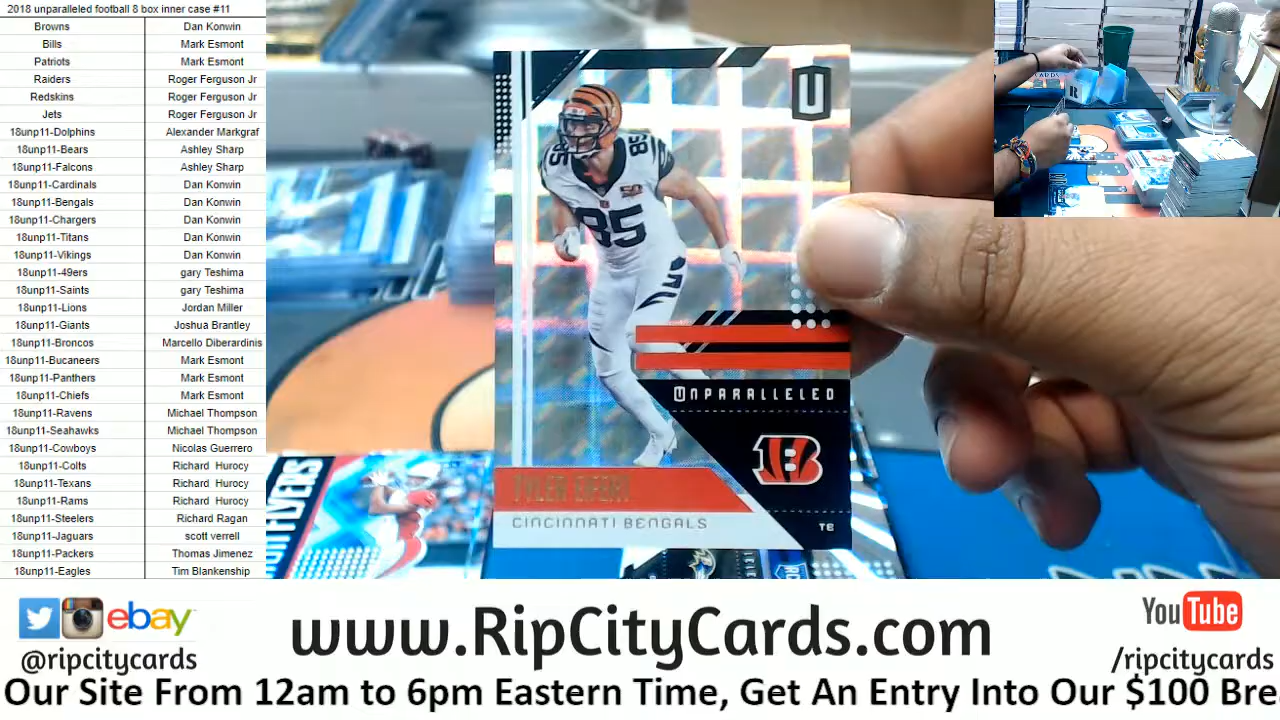 2018 unparalleled football 8 box inner case #11
Browns Dan Konwin
Bills Mark Esmont
Patriots Mark Esmont
Raiders Roger Ferguson Jr
Redskins Roger Ferguson Jr
Jets Roger Ferguson Jr
18unp11-Dolphins Alexander Markgraf
18unp11-Bears Ashley Sharp
18unp11-Falcons Ashley Sharp
18unp11-Cardinals Dan Konwin
18unp11-Bengals Dan Konwin
18unp11-Chargers Dan Konwin
18unp11-Titans Dan Konwin
18unp11-Vikings Dan Konwin
18unp11-49ers gary Teshima
18unp11-Saints gary Teshima
18unp11-Lions Jordan Miller
18unp11-Giants Joshua Brantley
18unp11-Broncos Marcello Diberardinis
18unp11-Bucaneers Mark Esmont
18unp11-Panthers Mark Esmont
18unp11-Chiefs Mark Esmont
18unp11-Ravens Michael Thompson
18unp11-Seahawks Michael Thompson
18unp11-Cowboys Nicolas Guerrero
18unp11-Colts Richard Hurocy
18unp11-Texans Richard Hurocy
18unp11-Rams Richard Hurocy
18unp11-Steelers Richard Ragan
18unp11-Jaguars scott verrell
18unp11-Packers Thomas Jimenez
18unp11-Eagles Tim Blankenship
U
85
85
UNPARALLELED
B
TYLER EIFERT
CINCINNATI BENGALS
TE
FLYERS
CARDS
ebay
@ripcitycards
www.RipCityCards.com
YouTube
/ripcitycards
Our Site From 12am to 6pm Eastern Time, Get An Entry Into Our $100 Bre